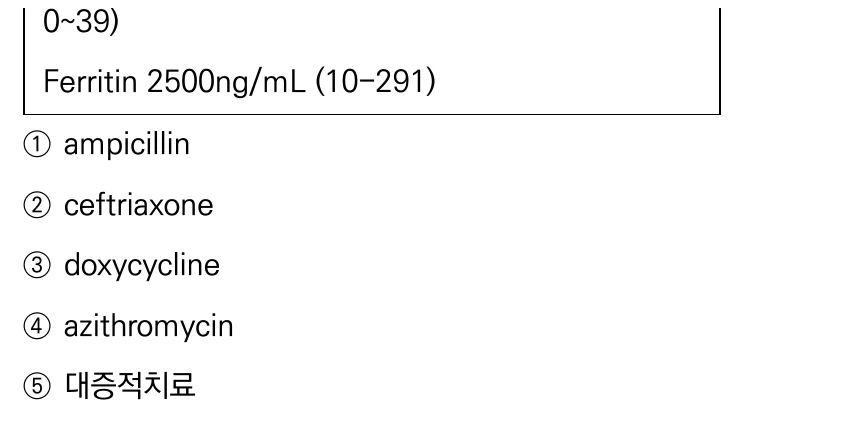 0~39)
Ferritin 2500ng/mL (10-291)
① ampicillin
② ceftriaxone
③ doxycycline
④ azithromycin
⑤ 대증적치료